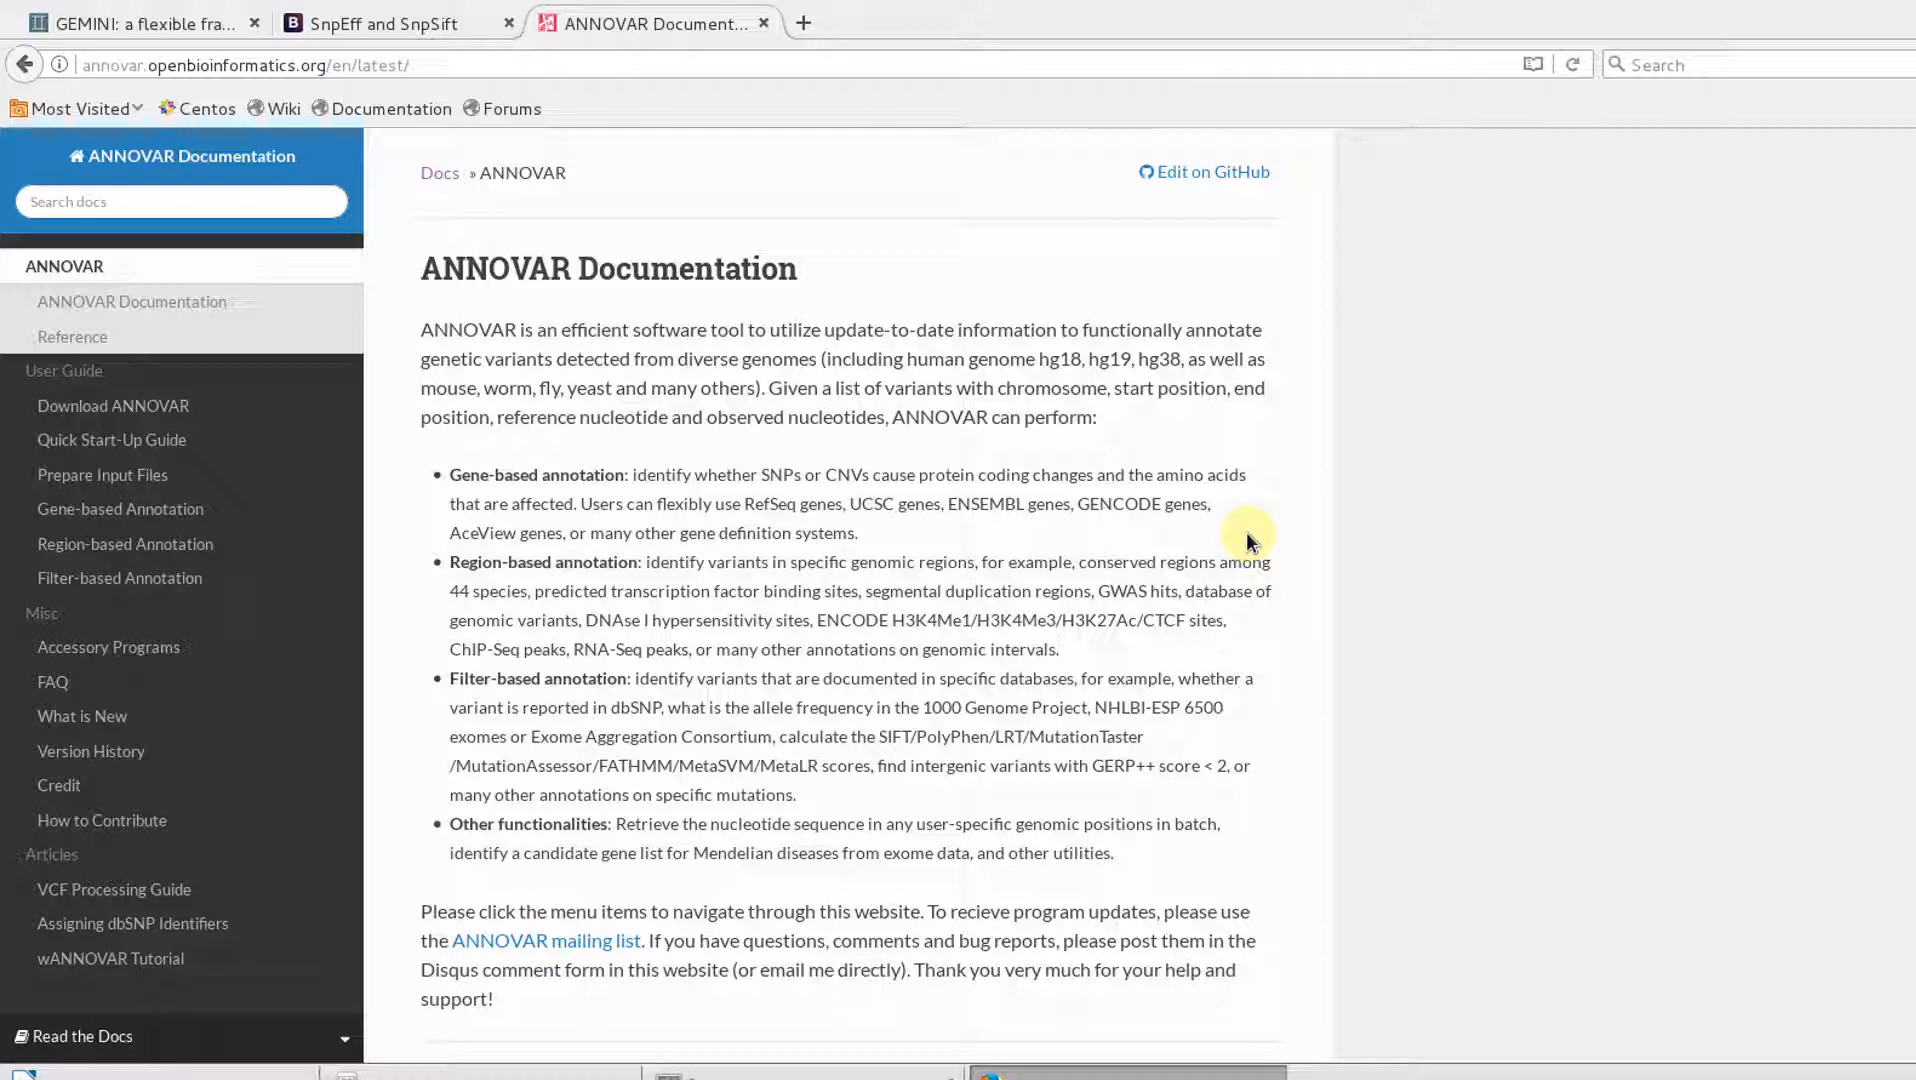 GEMINI: a flexible fra...
SnpEff and SnpSift
ANNOVAR Document...
annovar.openbioinformatics.org/en/latest/
Search
Most Visited
Centos
Wiki
Documentation
Forums
ANNOVAR Documentation
Search docs
ANNOVAR
ANNOVAR Documentation
Reference
User Guide
Download ANNOVAR
Quick Start-Up Guide
Prepare Input Files
Gene-based Annotation
Region-based Annotation
Filter-based Annotation
Misc
Accessory Programs
FAQ
What is New
Version History
Credit
How to Contribute
Articles
VCF Processing Guide
Assigning dbSNP Identifiers
wANNOVAR Tutorial
Read the Docs
Docs » ANNOVAR
Edit on GitHub
ANNOVAR Documentation
ANNOVAR is an efficient software tool to utilize update-to-date information to functionally annotate
genetic variants detected from diverse genomes (including human genome hg18, hg19, hg38, as well as
mouse, worm, fly, yeast and many others). Given a list of variants with chromosome, start position, end
position, reference nucleotide and observed nucleotides, ANNOVAR can perform:
• Gene-based annotation: identify whether SNPs or CNVs cause protein coding changes and the amino acids
that are affected. Users can flexibly use RefSeq genes, UCSC genes, ENSEMBL genes, GENCODE genes,
AceView genes, or many other gene definition systems.
• Region-based annotation: identify variants in specific genomic regions, for example, conserved regions among
44 species, predicted transcription factor binding sites, segmental duplication regions, GWAS hits, database of
genomic variants, DNAse I hypersensitivity sites, ENCODE H3K4Me1/H3K4Me3/H3K27Ac/CTCF sites,
ChIP-Seq peaks, RNA-Seq peaks, or many other annotations on genomic intervals.
• Filter-based annotation: identify variants that are documented in specific databases, for example, whether a
variant is reported in dbSNP, what is the allele frequency in the 1000 Genome Project, NHLBI-ESP 6500
exomes or Exome Aggregation Consortium, calculate the SIFT/PolyPhen/LRT/MutationTaster
/MutationAssessor/FATHMM/MetaSVM/MetaLR scores, find intergenic variants with GERP++ score < 2, or
many other annotations on specific mutations.
• Other functionalities: Retrieve the nucleotide sequence in any user-specific genomic positions in batch,
identify a candidate gene list for Mendelian diseases from exome data, and other utilities.
Please click the menu items to navigate through this website. To recieve program updates, please use
the ANNOVAR mailing list. If you have questions, comments and bug reports, please post them in the
Disqus comment form in this website (or email me directly). Thank you very much for your help and
support!